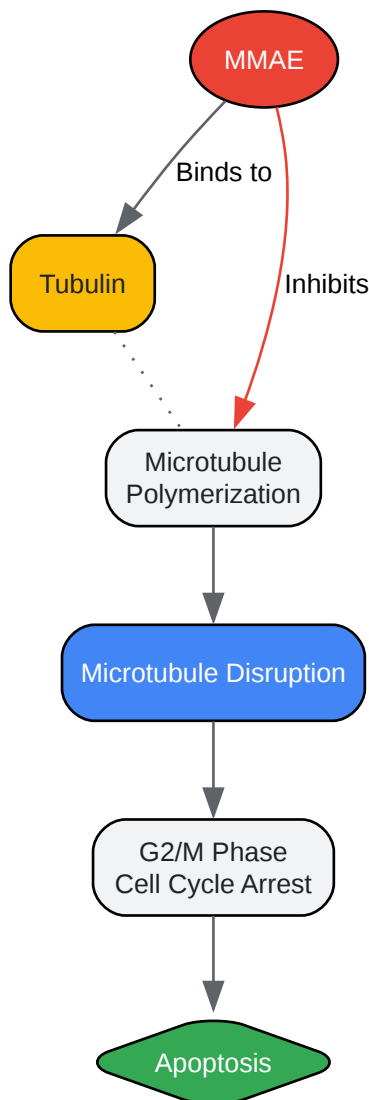 MMAE
Binds to
Tubulin
Inhibits
Microtubule
Polymerization
Microtubule Disruption
G2/M Phase
Cell Cycle Arrest
Apoptosis